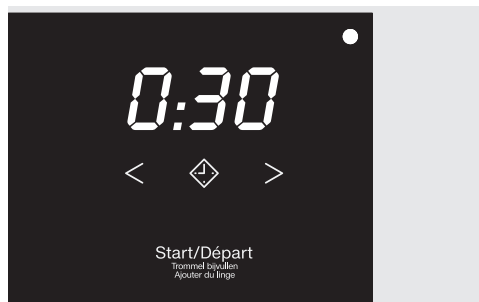 0:30
< >
Start/Départ
Trommel bijvullen
Ajouter du linge